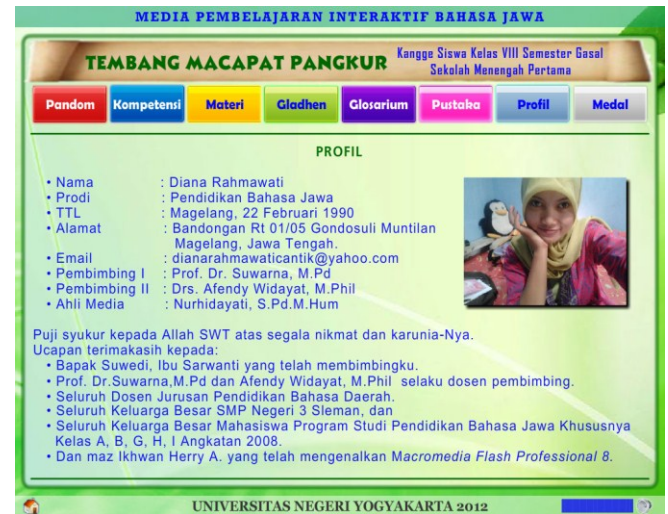 MEDIA PEMBELAJARAN INTERAKTIF BAHASA JAWA
TEMBANG MACAPAT PANGKUR
Kangge Siswa Kelas VIII Semester Gasal
Sekolah Menengah Pertama
Pandom Kompetensi Materi Gladhen Glosarium Pustaka Profil Medal
PROFIL
• Nama : Diana Rahmawati
• Prodi : Pendidikan Bahasa Jawa
• TTL : Magelang, 22 Februari 1990
• Alamat : Bandongan Rt 01/05 Gondosuli Muntilan
Magelang, Jawa Tengah.
• Email : dianarahmawaticantik@yahoo.com
• Pembimbing I : Prof. Dr. Suwarna, M.Pd
• Pembimbing II : Drs. Afendy Widayat, M.Phil
• Ahli Media : Nurhidayati, S.Pd.M.Hum
Puji syukur kepada Allah SWT atas segala nikmat dan karunia-Nya.
Ucapan terimakasih kepada:
• Bapak Suwedi, Ibu Sarwanti yang telah membimbingku.
• Prof. Dr.Suwarna,M.Pd dan Afendy Widayat, M.Phil selaku dosen pembimbing.
• Seluruh Dosen Jurusan Pendidikan Bahasa Daerah.
• Seluruh Keluarga Besar SMP Negeri 3 Sleman, dan
• Seluruh Keluarga Besar Mahasiswa Program Studi Pendidikan Bahasa Jawa Khususnya
Kelas A, B, G, H, I Angkatan 2008.
• Dan maz Ikhwan Herry A. yang telah mengenalkan Macromedia Flash Professional 8.
UNIVERSITAS NEGERI YOGYAKARTA 2012